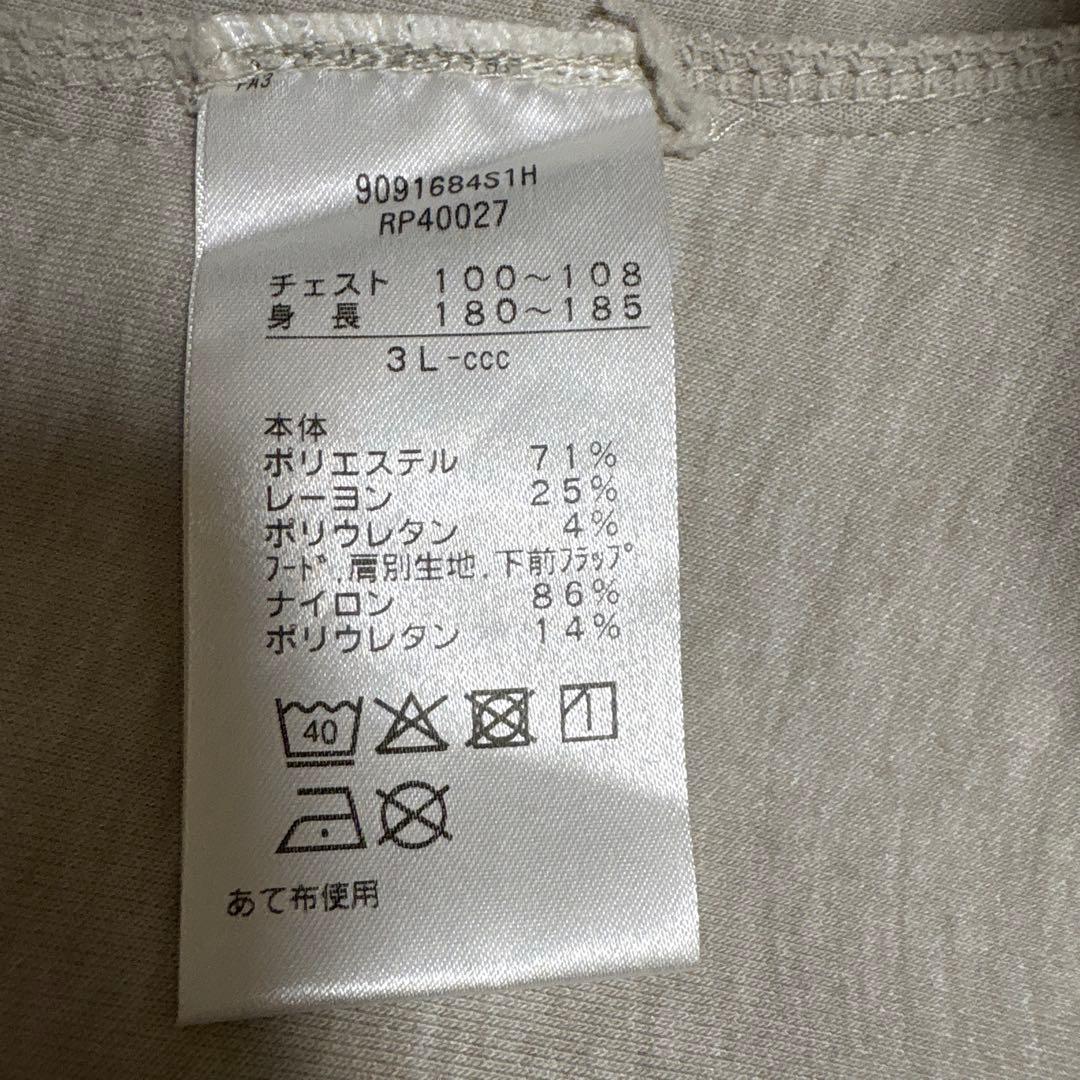 9091684S1H
RP40027
チェスト 100～108
身 長 180～185
3L-ccc
本体
ポリエステル 71%
レーヨン 25%
ポリウレタン 4%
ﾌｰﾄﾞ,肩別生地,下前ﾌﾗｯﾌﾟ
ナイロン 86%
ポリウレタン 14%
40
1
あて布使用